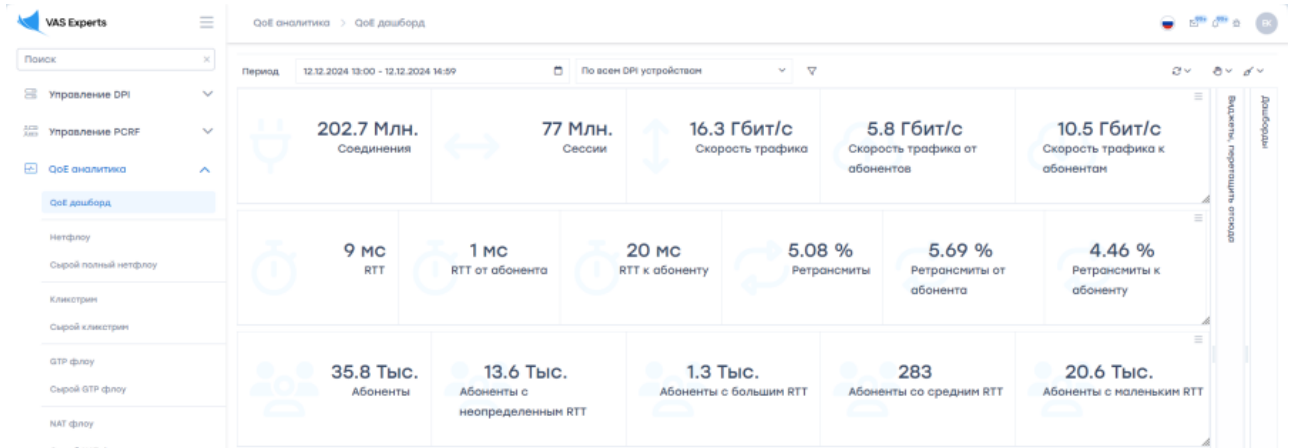 VAS Experts
QoE аналитика > QoE дашборд
99+ 99+ ВК
Поиск
Период 12.12.2024 13:00 - 12.12.2024 14:59 По всем DPI устройствам
Управление DPI
Управление PCRF
QoE аналитика
QoE дашборд
Нетфлоу
Сырой полный нетфлоу
Кликстрим
Сырой кликстрим
GTP флоу
Сырой GTP флоу
NAT флоу
202.7 Млн.
Соединения
77 Млн.
Сессии
16.3 Гбит/с
Скорость трафика
5.8 Гбит/с
Скорость трафика от
абонентов
10.5 Гбит/с
Скорость трафика к
абонентам
9 мс
RTT
1 мс
RTT от абонента
20 мс
RTT к абоненту
5.08 %
Ретрансмиты
5.69 %
Ретрансмиты от
абонента
4.46 %
Ретрансмиты к
абоненту
35.8 Тыс.
Абоненты
13.6 Тыс.
Абоненты с
неопределенным RTT
1.3 Тыс.
Абоненты с большим RTT
283
Абоненты со средним RTT
20.6 Тыс.
Абоненты с маленьким RTT
Виджеты, перетащить отсюда
Дашборды